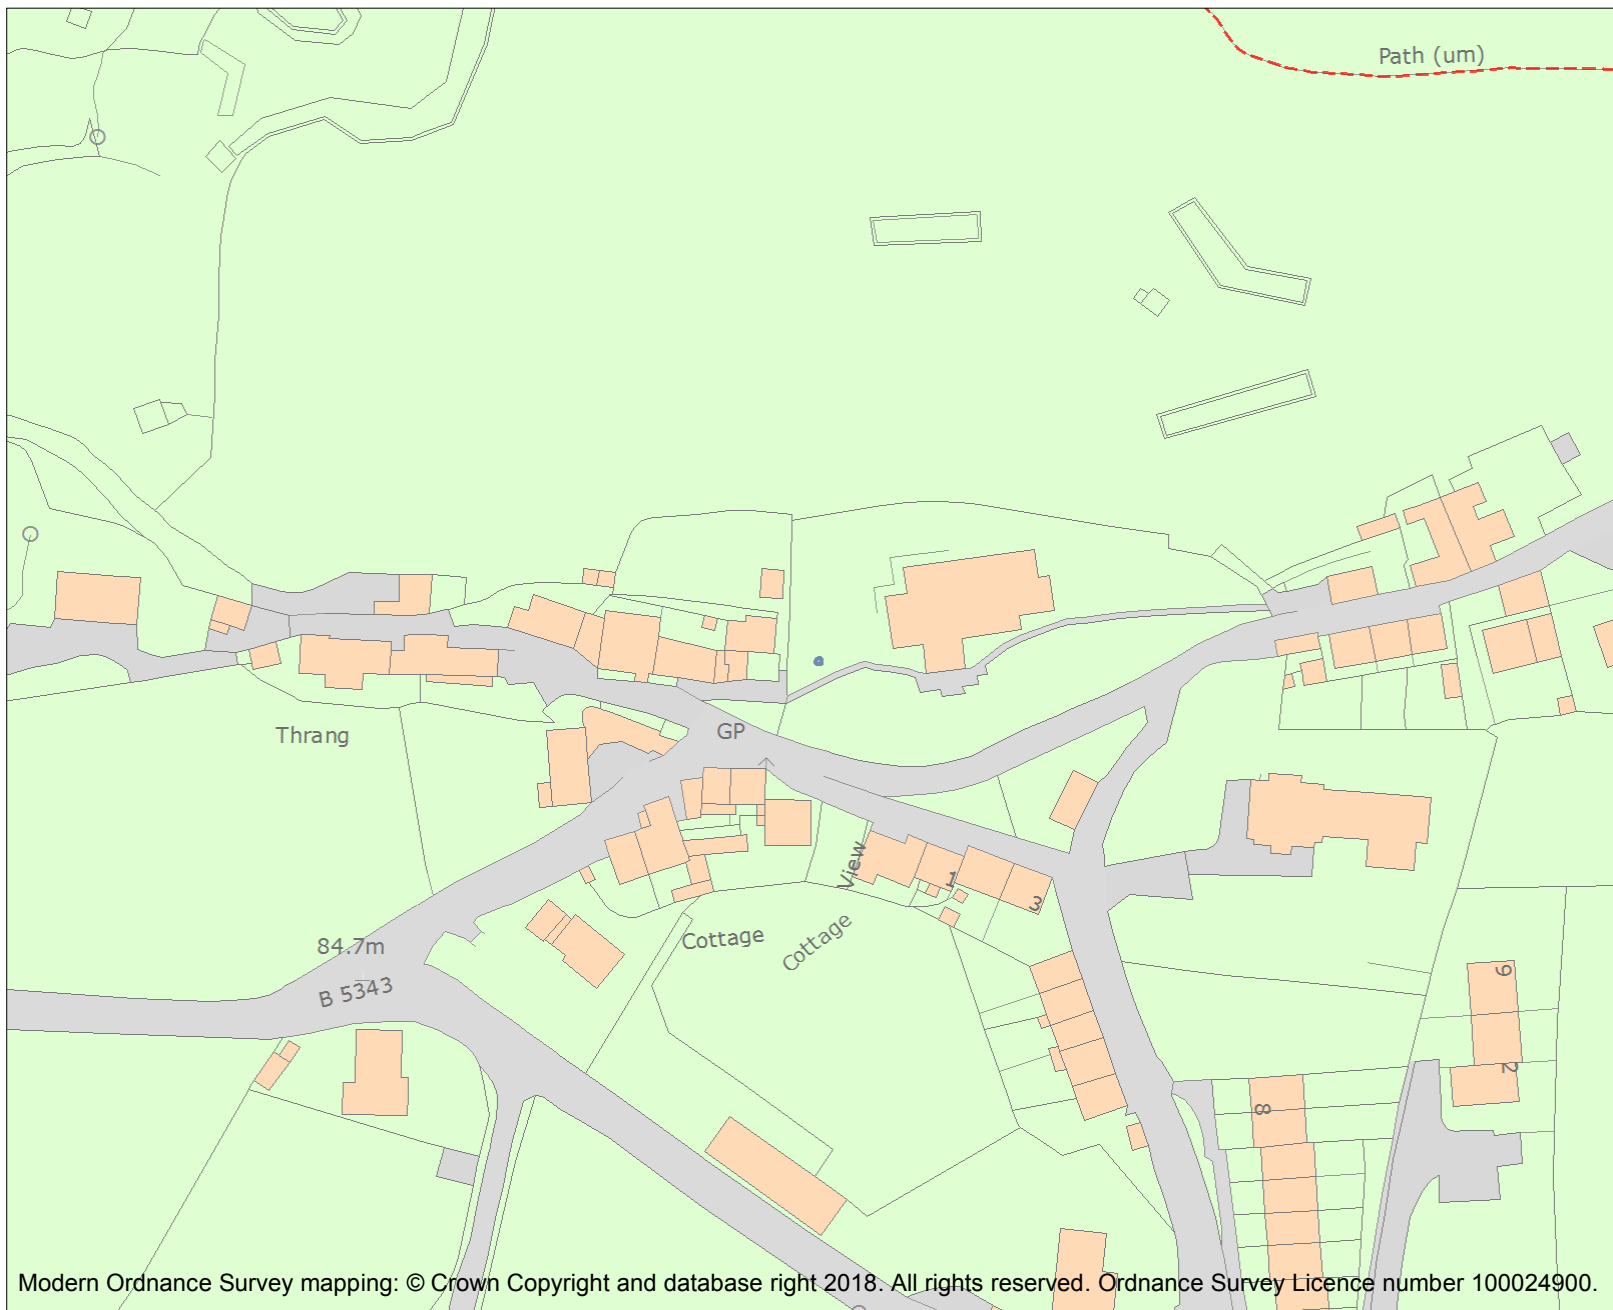 Path (um)
Thrang
GP
View
1
3
Cottage
Cottage
84.7m
B 5343
9
2
8
Modern Ordnance Survey mapping: © Crown Copyright and database right 2018. All rights reserved. Ordnance Survey Licence number 100024900.